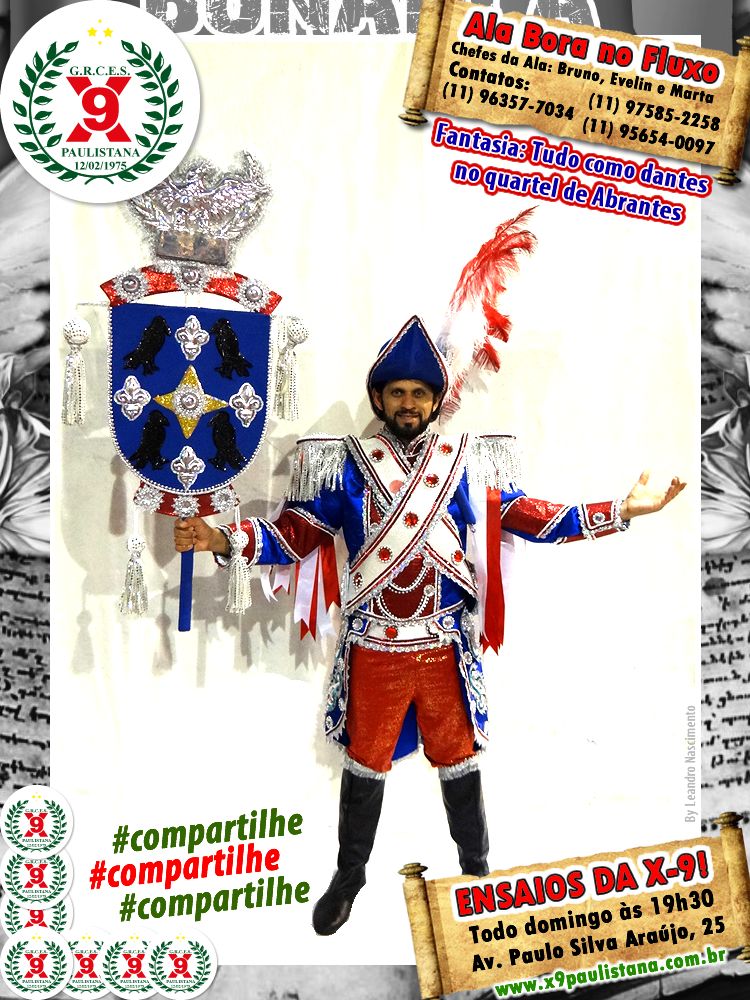 G.R.C.E.S.
X
9
PAULISTANA
12/02/1975
Ala Bora no Fluxo
Chefes da Ala: Bruno, Evelin e Marta
Contatos:
(11) 97585-2258
(11) 96357-7034
(11) 95654-0097
Fantasia: Tudo como dantes
no quartel de Abrantes
By Leandro Nascimento
#compartilhe
#compartilhe
#compartilhe
ENSAIOS DA X-9!
Todo domingo às 19h30
Av. Paulo Silva Araújo, 25
www.x9paulistana.com.br